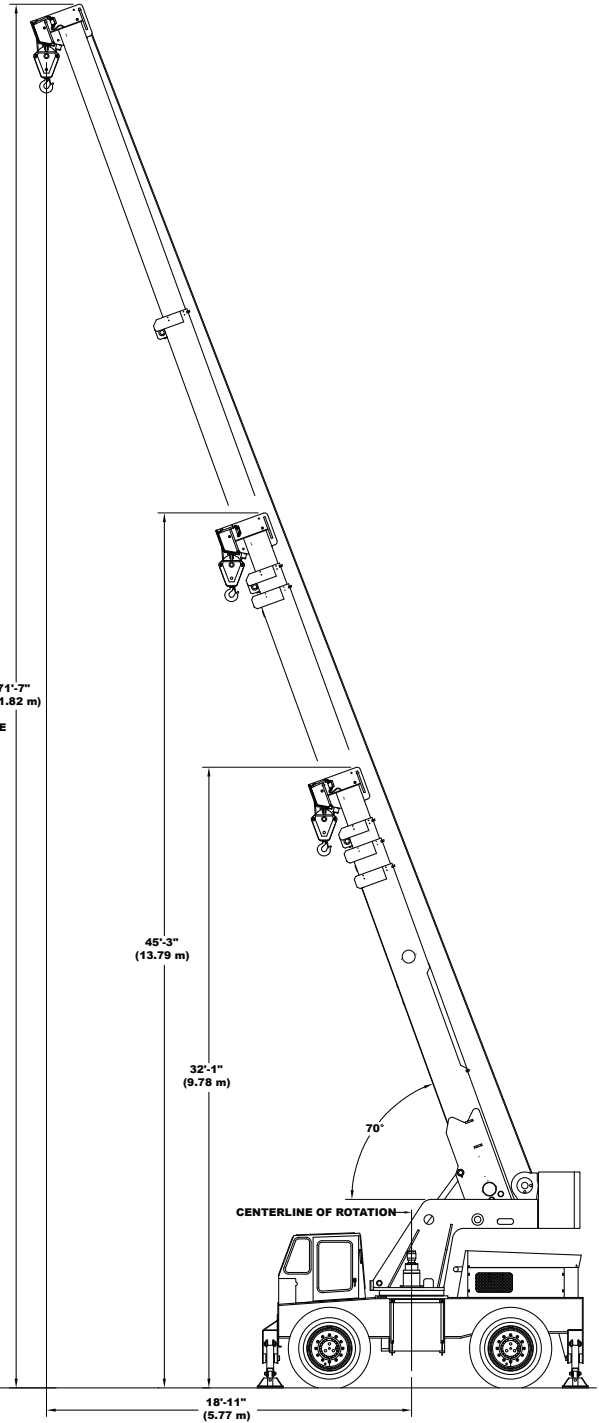 71'-7"
1.82 m)
E
45'-3"
(13.79 m)
32'-1"
(9.78 m)
70°
CENTERLINE OF ROTATION
18'-11"
(5.77 m)